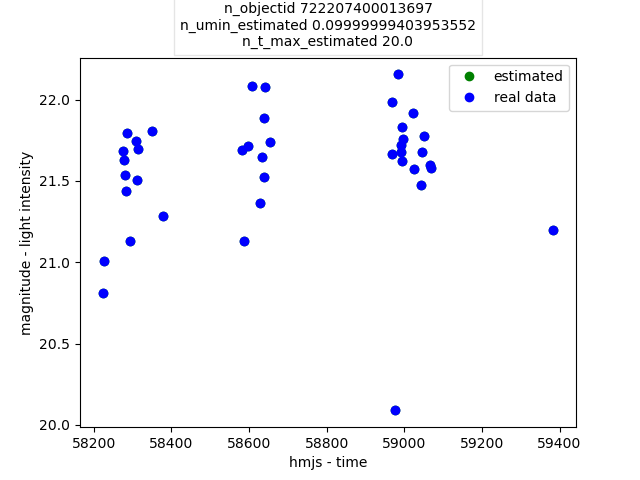 n_objectid 722207400013697
n_umin_estimated 0.09999999403953552
n_t_max_estimated 20.0
estimated
real data
magnitude - light intensity
22.0
21.5
21.0
20.5
20.0
58200 58400 58600 58800 59000 59200 59400
hmjs - time